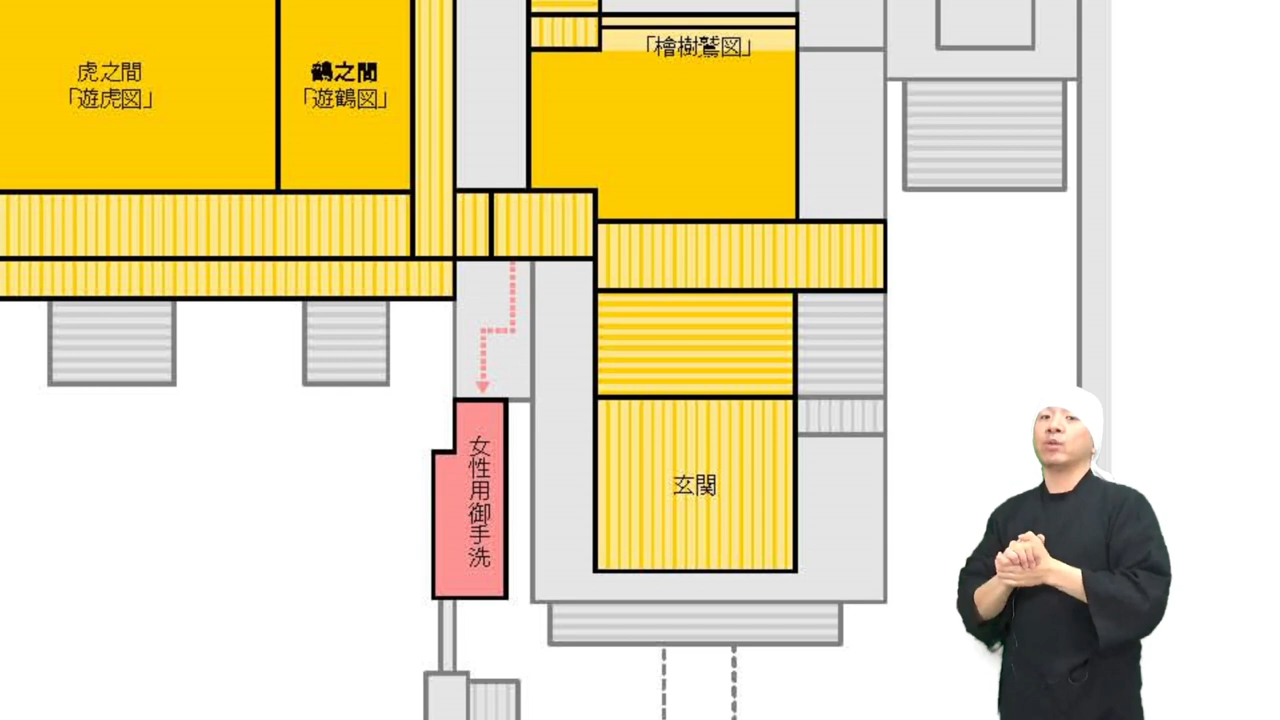 「檜樹鷲図」
虎之間
「遊虎図」
鶴之間
「遊鶴図」
女性用御手洗
玄関